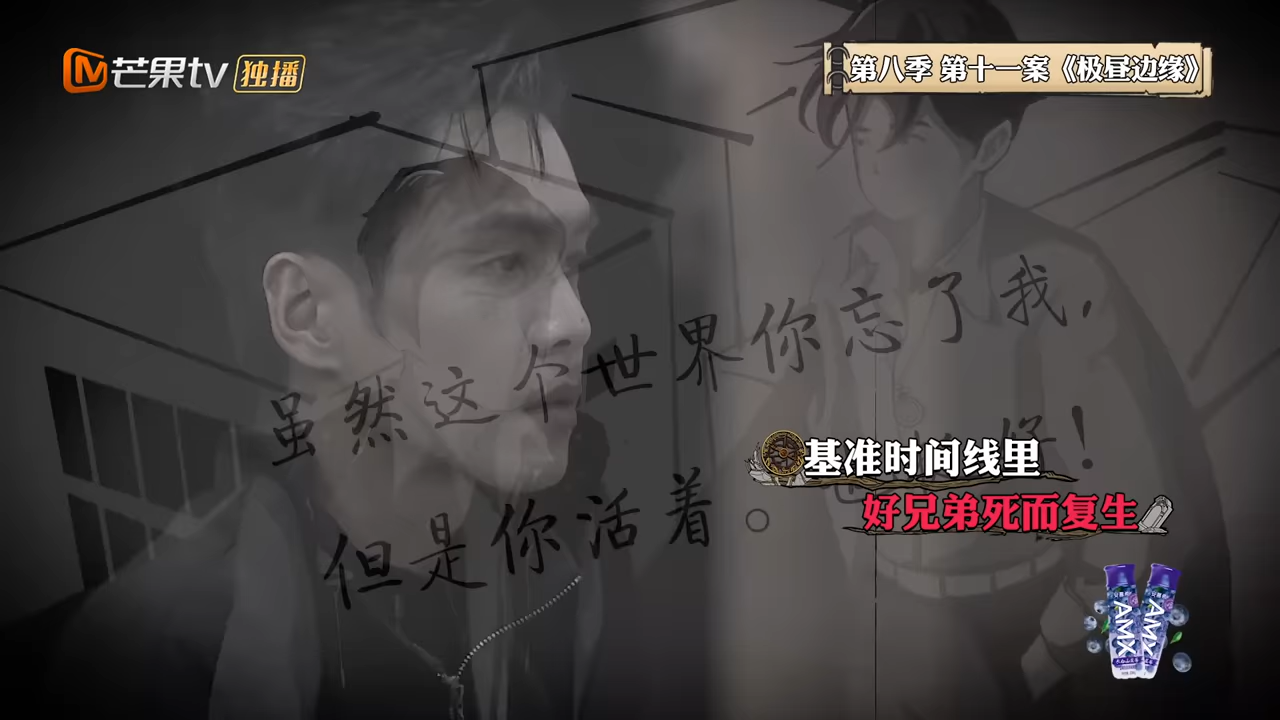 芒果tv 独播
第八季 第十一案《极昼边缘》
虽然这个世界你忘了我,
但是你活着。
好!
基准时间线里
好兄弟死而复生
AMX
AMX